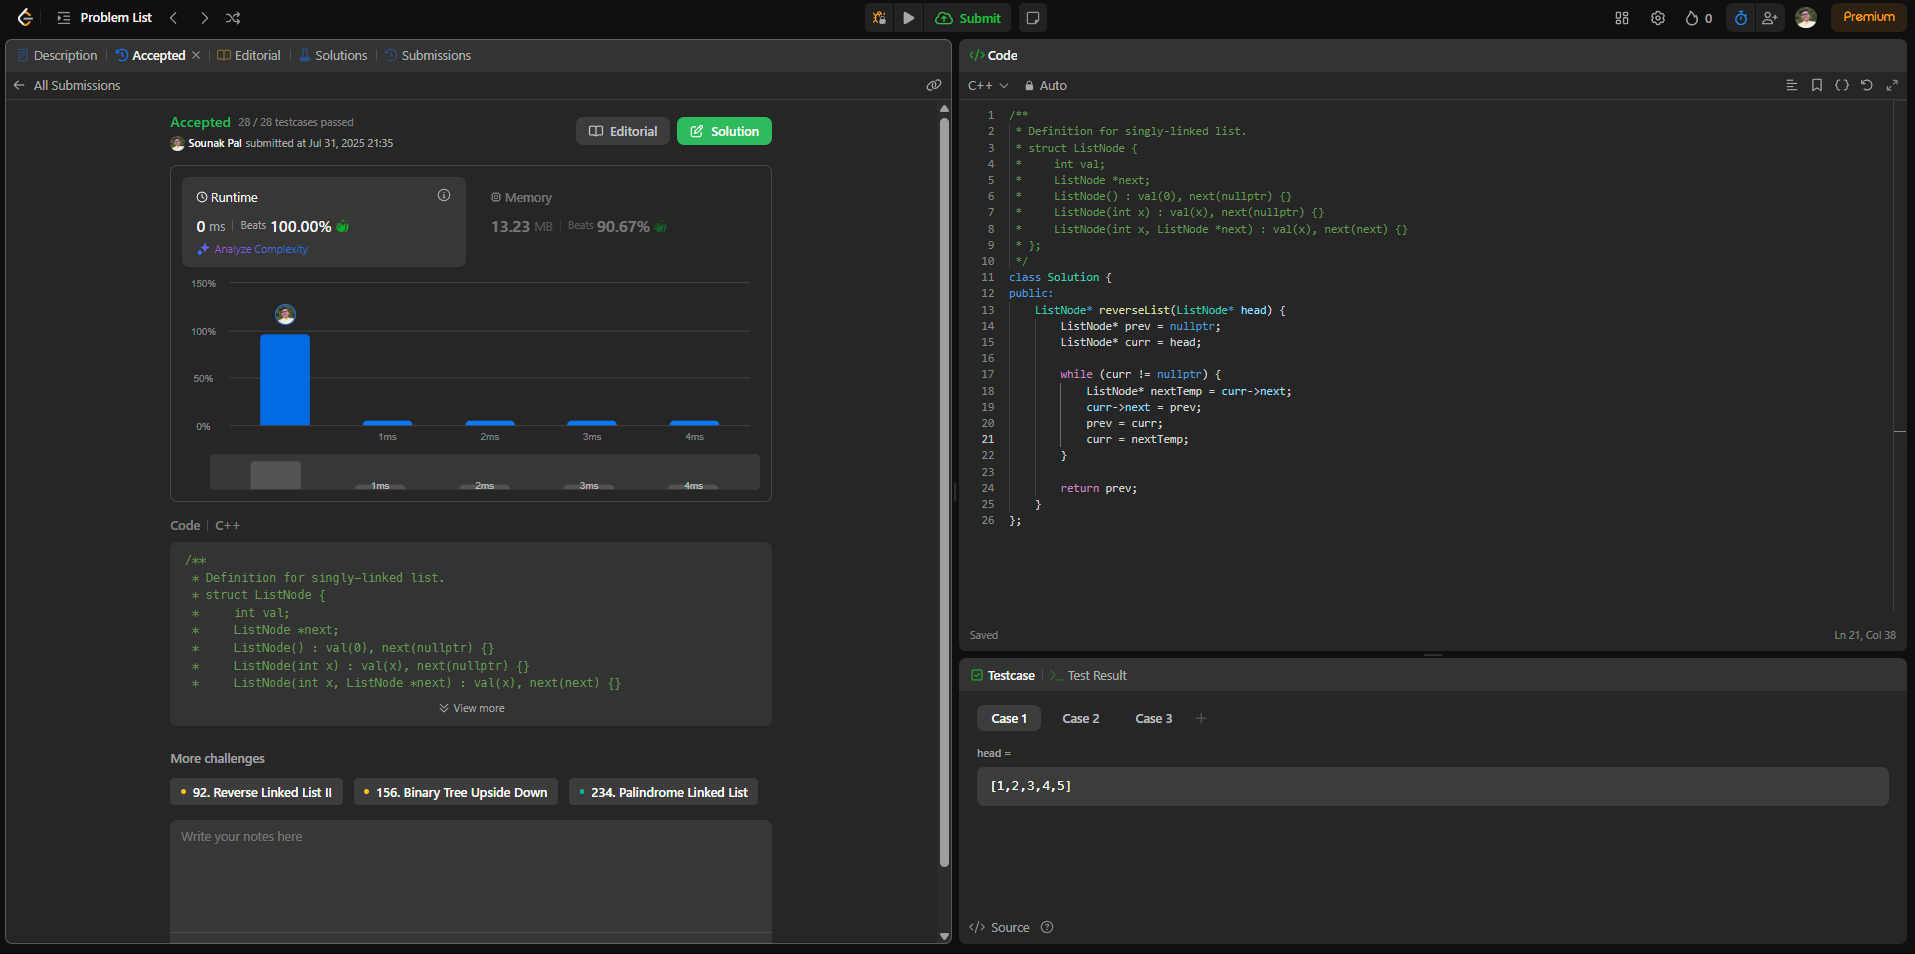 Problem List
Submit
0
Premium
Description
Accepted
Editorial
Solutions
Submissions
All Submissions
Accepted 28 / 28 testcases passed
Sounak Pal submitted at Jul 31, 2025 21:35
Editorial
Solution
Runtime
0 ms Beats 100.00%
Analyze Complexity
Memory
13.23 MB Beats 90.67%
150%
100%
50%
0%
1ms 2ms 3ms 4ms
1ms 2ms 3ms 4ms
Code C++
/**
 * Definition for singly-linked list.
 * struct ListNode {
 *     int val;
 *     ListNode *next;
 *     ListNode() : val(0), next(nullptr) {}
 *     ListNode(int x) : val(x), next(nullptr) {}
 *     ListNode(int x, ListNode *next) : val(x), next(next) {}
View more
More challenges
92. Reverse Linked List II
156. Binary Tree Upside Down
234. Palindrome Linked List
Write your notes here
</> Code
C++ Auto
1 /**
2  * Definition for singly-linked list.
3  * struct ListNode {
4  *     int val;
5  *     ListNode *next;
6  *     ListNode() : val(0), next(nullptr) {}
7  *     ListNode(int x) : val(x), next(nullptr) {}
8  *     ListNode(int x, ListNode *next) : val(x), next(next) {}
9  * };
10  */
11 class Solution {
12 public:
13     ListNode* reverseList(ListNode* head) {
14         ListNode* prev = nullptr;
15         ListNode* curr = head;
16
17         while (curr != nullptr) {
18             ListNode* nextTemp = curr->next;
19             curr->next = prev;
20             prev = curr;
21             curr = nextTemp;
22         }
23
24         return prev;
25     }
26 };
Saved
Ln 21, Col 38
Testcase
>_ Test Result
Case 1
Case 2
Case 3
+
head =
[1,2,3,4,5]
</> Source